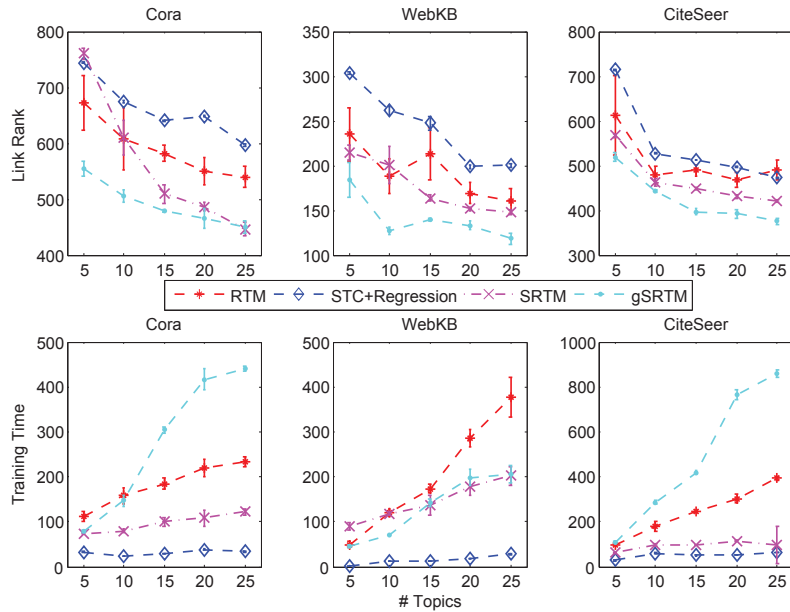 Cora WebKB CiteSeer
800 350 800
700 300 700
600 250 600
500 200 500
400 150 400
100 300
Link Rank
5 10 15 20 25 5 10 15 20 25 5 10 15 20 25
RTM STC+Regression SRTM gSRTM
Cora WebKB CiteSeer
500 500 1000
400 400 800
300 300 600
200 200 400
100 100 200
0 0 0
Training Time
5 10 15 20 25 5 10 15 20 25 5 10 15 20 25
# Topics